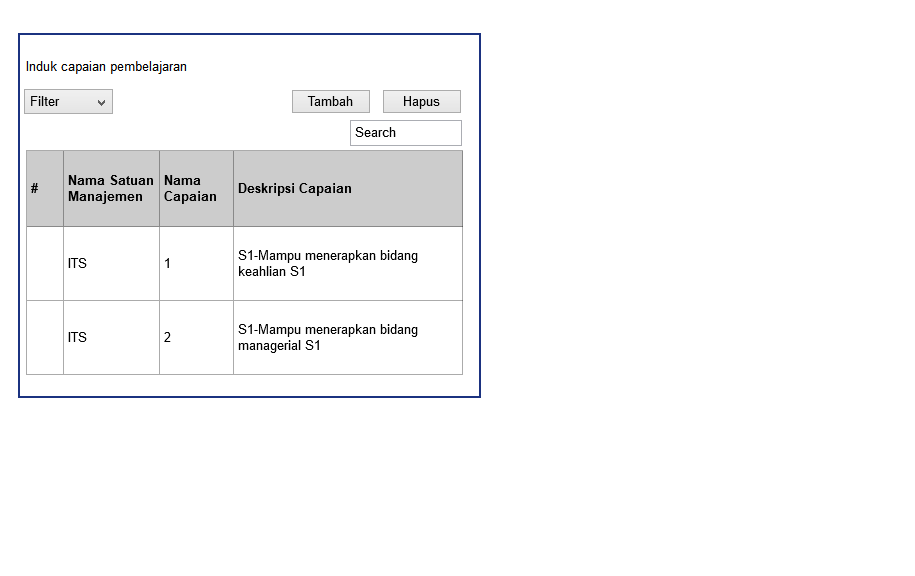 Induk capaian pembelajaran
Filter
Tambah
Hapus
Search
#
Nama Satuan
Manajemen
Nama
Capaian
Deskripsi Capaian
ITS
1
S1-Mampu menerapkan bidang
keahlian S1
ITS
2
S1-Mampu menerapkan bidang
managerial S1